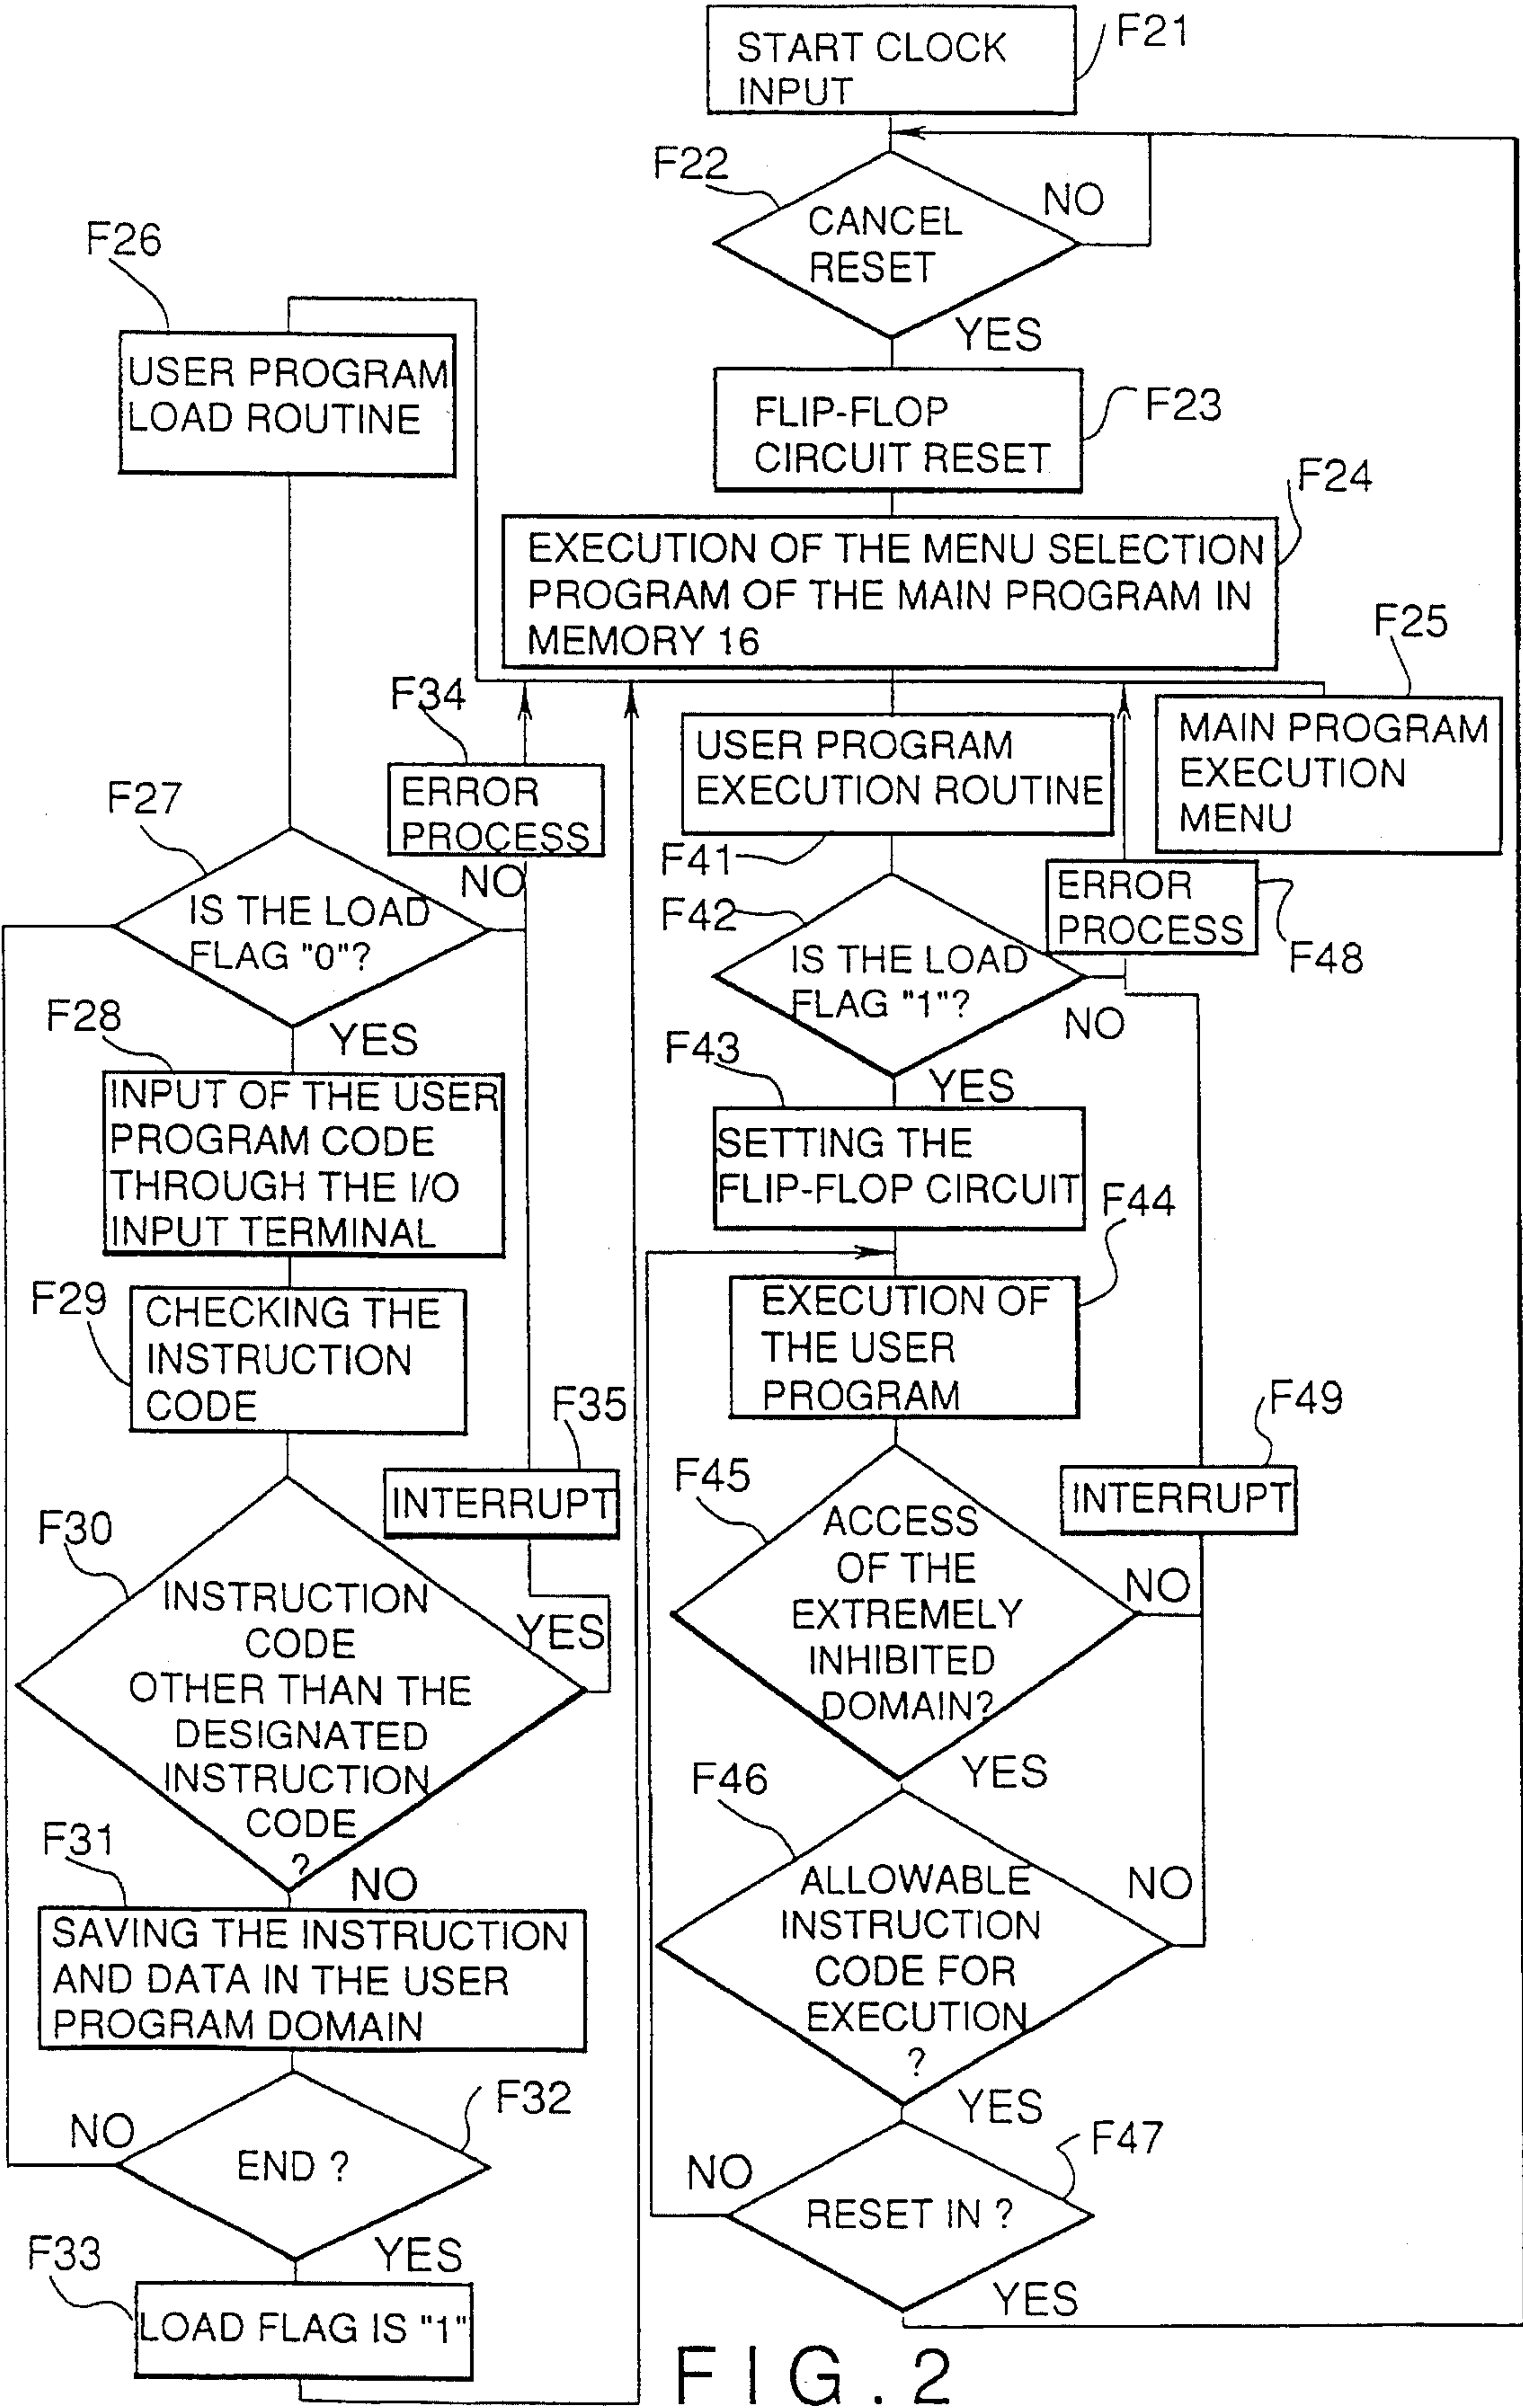 START CLOCK
INPUT
F21
F22
CANCEL
RESET
NO
YES
FLIP-FLOP
CIRCUIT RESET
F23
EXECUTION OF THE MENU SELECTION
PROGRAM OF THE MAIN PROGRAM IN
MEMORY 16
F24
F25
MAIN PROGRAM
EXECUTION
MENU
F26
USER PROGRAM
LOAD ROUTINE
F27
IS THE LOAD
FLAG "0"?
NO
YES
F34
ERROR
PROCESS
F28
INPUT OF THE USER
PROGRAM CODE
THROUGH THE I/O
INPUT TERMINAL
F29
CHECKING THE
INSTRUCTION
CODE
F35
INTERRUPT
F30
INSTRUCTION
CODE
OTHER THAN THE
DESIGNATED
INSTRUCTION
CODE
?
YES
NO
F31
SAVING THE INSTRUCTION
AND DATA IN THE USER
PROGRAM DOMAIN
F32
END ?
NO
YES
F33
LOAD FLAG IS "1"
USER PROGRAM
EXECUTION ROUTINE
F41
F42
IS THE LOAD
FLAG "1"?
NO
YES
ERROR
PROCESS
F48
F43
SETTING THE
FLIP-FLOP CIRCUIT
F44
EXECUTION OF
THE USER
PROGRAM
F49
INTERRUPT
F45
ACCESS
OF THE
EXTREMELY
INHIBITED
DOMAIN?
NO
YES
F46
ALLOWABLE
INSTRUCTION
CODE FOR
EXECUTION
?
NO
YES
F47
RESET IN ?
NO
YES
FIG.2